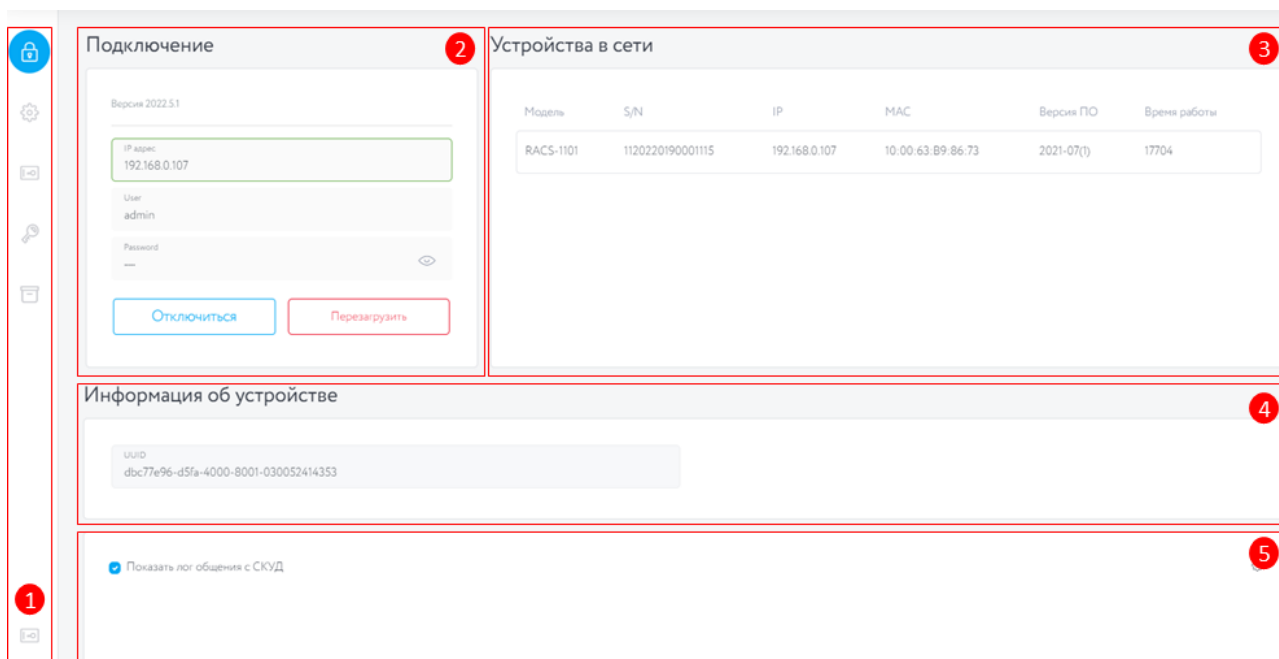 Подключение
2
Версия 2022.5.1
IP адрес
192.168.0.107
User
admin
Password
---
Отключиться
Перезагрузить
Устройства в сети
3
Модель S/N IP MAC Версия ПО Время работы
RACS-1101 1120220190001115 192.168.0.107 10:00:63:B9:86:73 2021-07(1) 17704
Информация об устройстве
4
UUID
dbc77e96-d5fa-4000-8001-030052414353
5
Показать лог общения с СКУД
1